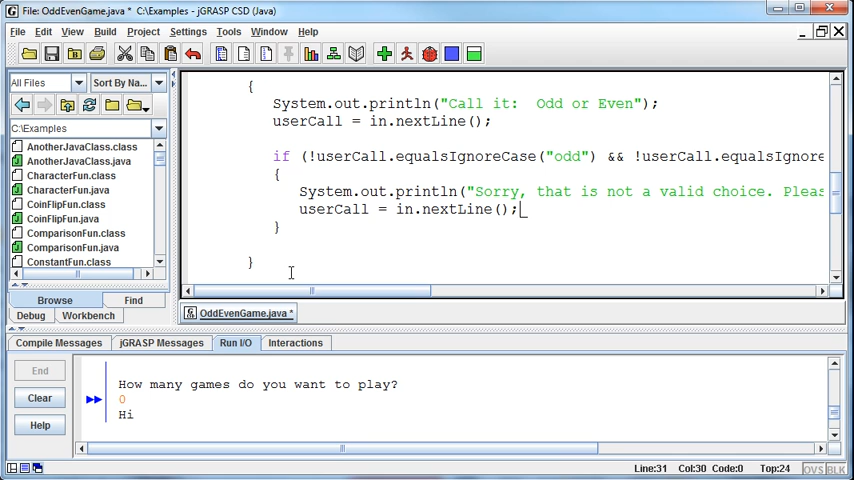 File: OddEvenGame.java * C:\Examples - jGRASP CSD (Java)
File Edit View Build Project Settings Tools Window Help
All Files Sort By Na...
C:\Examples
AnotherJavaClass.class
AnotherJavaClass.java
CharacterFun.class
CharacterFun.java
CoinFlipFun.class
CoinFlipFun.java
ComparisonFun.class
ComparisonFun.java
ConstantFun.class
Browse Find
Debug Workbench
{
System.out.println("Call it:  Odd or Even");
userCall = in.nextLine();
if (!userCall.equalsIgnoreCase("odd") && !userCall.equalsIgnore
{
System.out.println("Sorry, that is not a valid choice. Pleas
userCall = in.nextLine();
}
}
OddEvenGame.java *
Compile Messages jGRASP Messages Run I/O Interactions
End
Clear
Help
How many games do you want to play?
0
Hi
Line:31 Col:30 Code:0 Top:24 OVS BLK